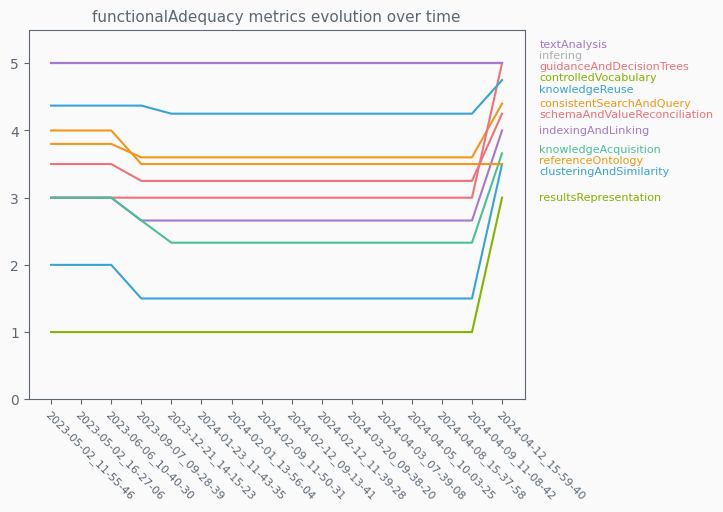 functionalAdequacy metrics evolution over time
textAnalysis
infering
guidanceAndDecisionTrees
controlledVocabulary
knowledgeReuse
consistentSearchAndQuery
schemaAndValueReconciliation
indexingAndLinking
knowledgeAcquisition
referenceOntology
clusteringAndSimilarity
resultsRepresentation
5
4
3
2
1
0
2023-05-02_11-55-46
2023-05-02_16-27-06
2023-06-06_10-40-30
2023-09-07_09-28-39
2023-12-21_14-15-23
2024-01-23_11-43-35
2024-02-01_13-56-04
2024-02-09_11-50-31
2024-02-12_09-13-41
2024-02-12_11-39-28
2024-03-20_09-38-20
2024-04-03_07-39-08
2024-04-05_10-03-25
2024-04-08_15-37-58
2024-04-09_11-08-42
2024-04-12_15-59-40